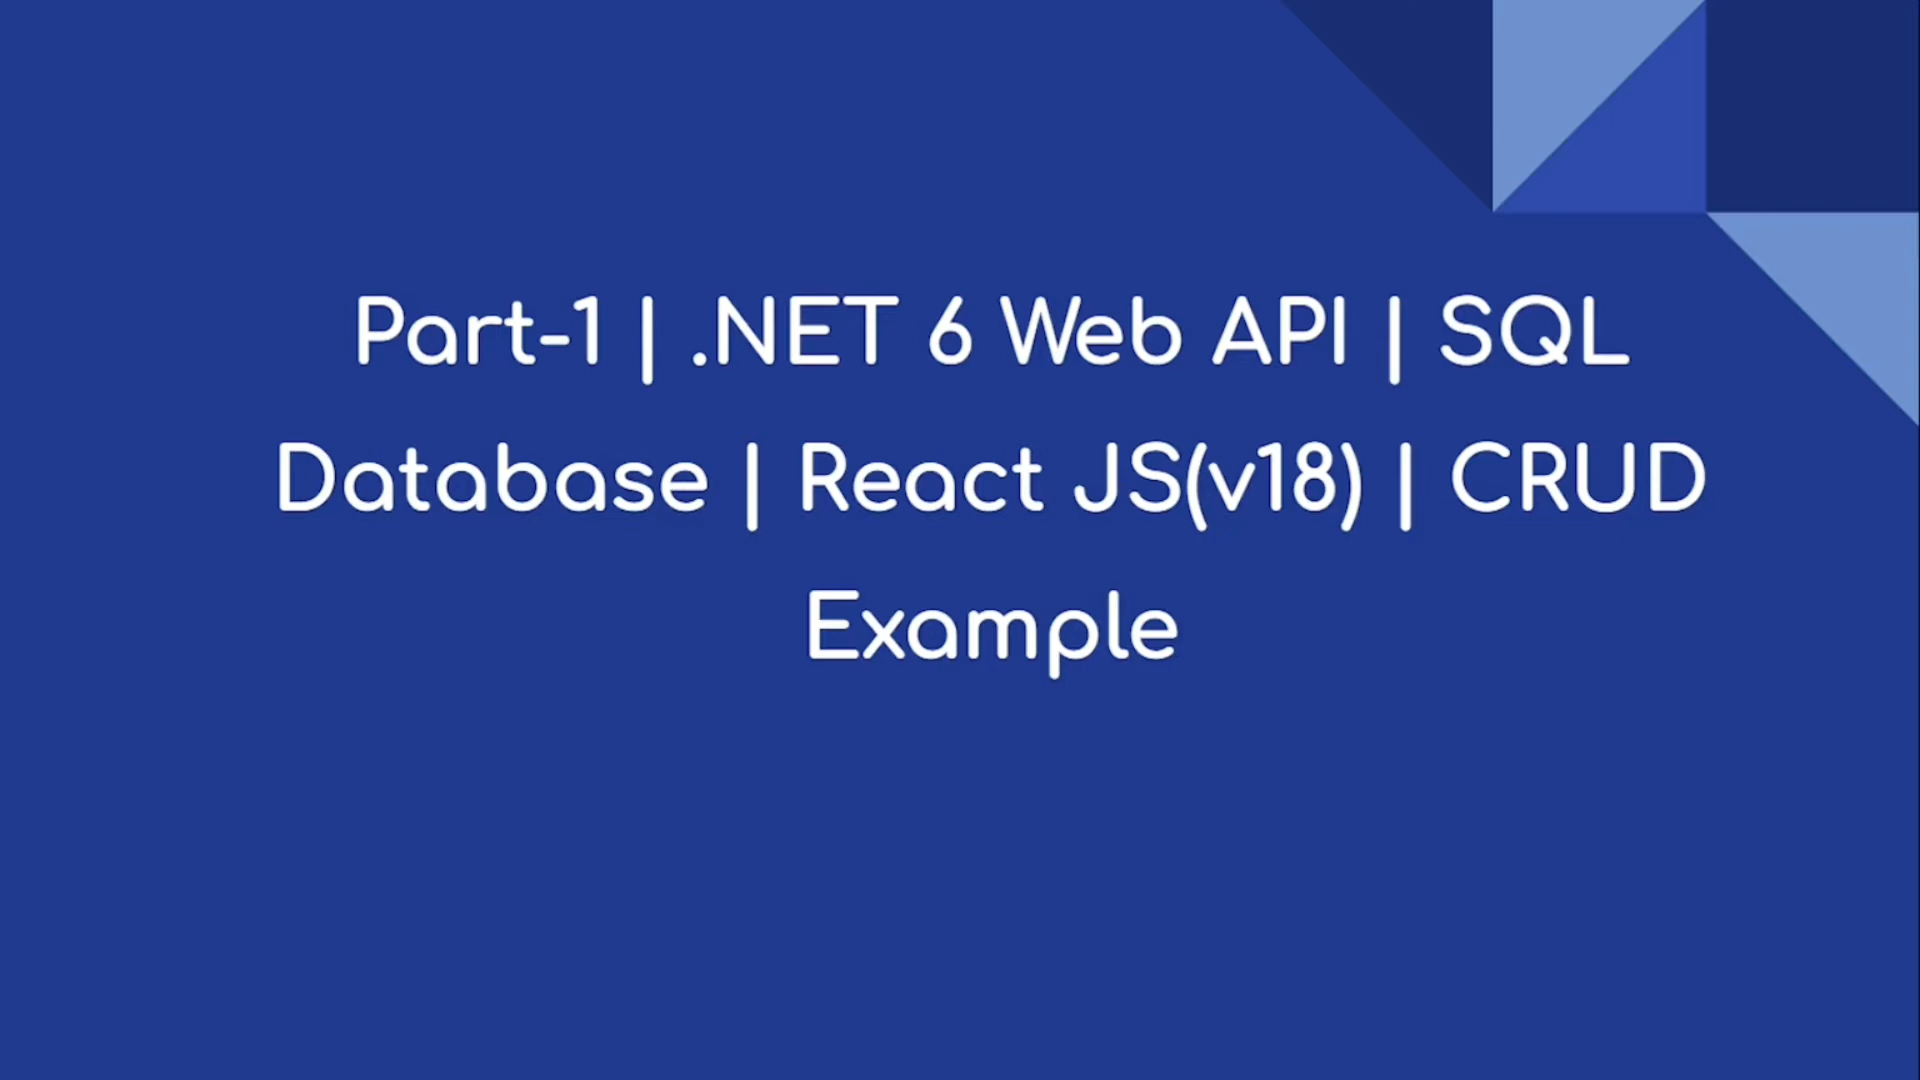 Part-1 | .NET 6 Web API | SQL
Database | React JS(v18) | CRUD
Example